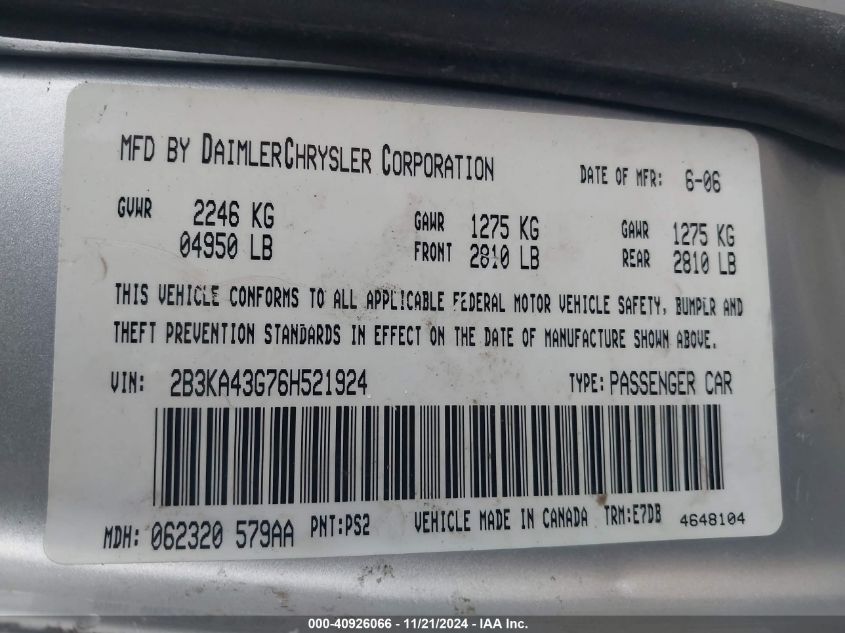 MFD BY DAIMLERCHRYSLER CORPORATION DATE OF MFR: 6-06
GVWR 2246 KG GAWR 1275 KG GAWR 1275 KG
04950 LB FRONT 2810 LB REAR 2810 LB
THIS VEHICLE CONFORMS TO ALL APPLICABLE FEDERAL MOTOR VEHICLE SAFETY, BUMPER AND
THEFT PREVENTION STANDARDS IN EFFECT ON THE DATE OF MANUFACTURE SHOWN ABOVE.
VIN: 2B3KA43G76H521924 TYPE: PASSENGER CAR
MDH: 062320 579AA PNT:PS2 VEHICLE MADE IN CANADA TRM:E7DB 4648104
000-40926066 - 11/21/2024 - IAA Inc.